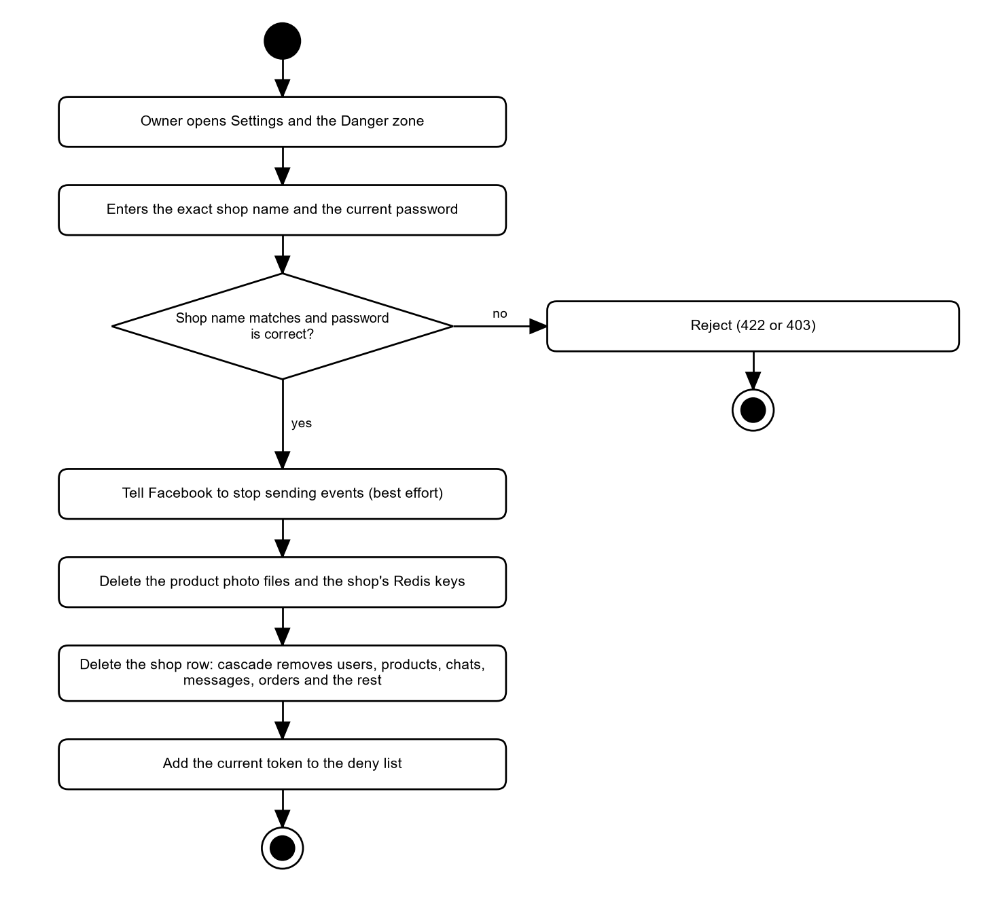 Owner opens Settings and the Danger zone
Enters the exact shop name and the current password
Shop name matches and password
is correct?
no
Reject (422 or 403)
yes
Tell Facebook to stop sending events (best effort)
Delete the product photo files and the shop's Redis keys
Delete the shop row: cascade removes users, products, chats,
messages, orders and the rest
Add the current token to the deny list